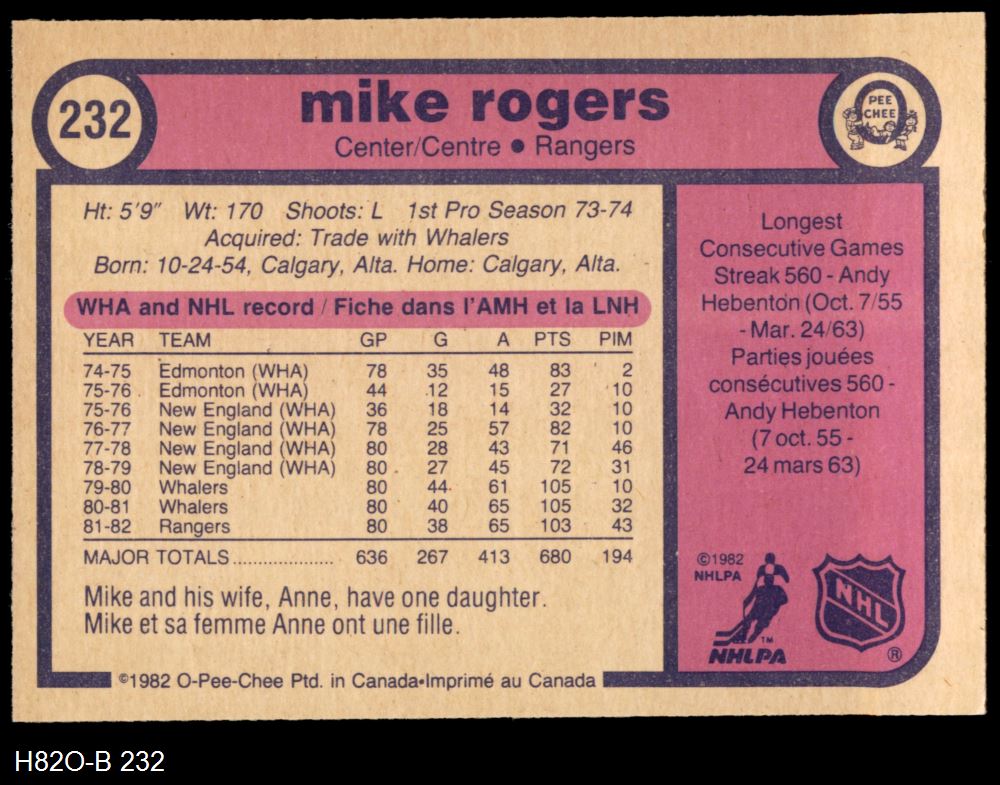 232
mike rogers
Center/Centre ● Rangers
PEE
CHEE
Ht: 5'9" Wt: 170 Shoots: L 1st Pro Season 73-74
Acquired: Trade with Whalers
Born: 10-24-54, Calgary, Alta. Home: Calgary, Alta.
WHA and NHL record / Fiche dans l'AMH et la LNH
YEAR TEAM GP G A PTS PIM
74-75 Edmonton (WHA) 78 35 48 83 2
75-76 Edmonton (WHA) 44 12 15 27 10
75-76 New England (WHA) 36 18 14 32 10
76-77 New England (WHA) 78 25 57 82 10
77-78 New England (WHA) 80 28 43 71 46
78-79 New England (WHA) 80 27 45 72 31
79-80 Whalers 80 44 61 105 10
80-81 Whalers 80 40 65 105 32
81-82 Rangers 80 38 65 103 43
MAJOR TOTALS.................... 636 267 413 680 194
Mike and his wife, Anne, have one daughter.
Mike et sa femme Anne ont une fille.
©1982 O-Pee-Chee Ptd. in Canada•Imprimé au Canada
Longest
Consecutive Games
Streak 560 - Andy
Hebenton (Oct. 7/55
- Mar. 24/63)
Parties jouées
consécutives 560 -
Andy Hebenton
(7 oct. 55 -
24 mars 63)
©1982
NHLPA
TM
NHLPA
NHL
®
H82O-B 232